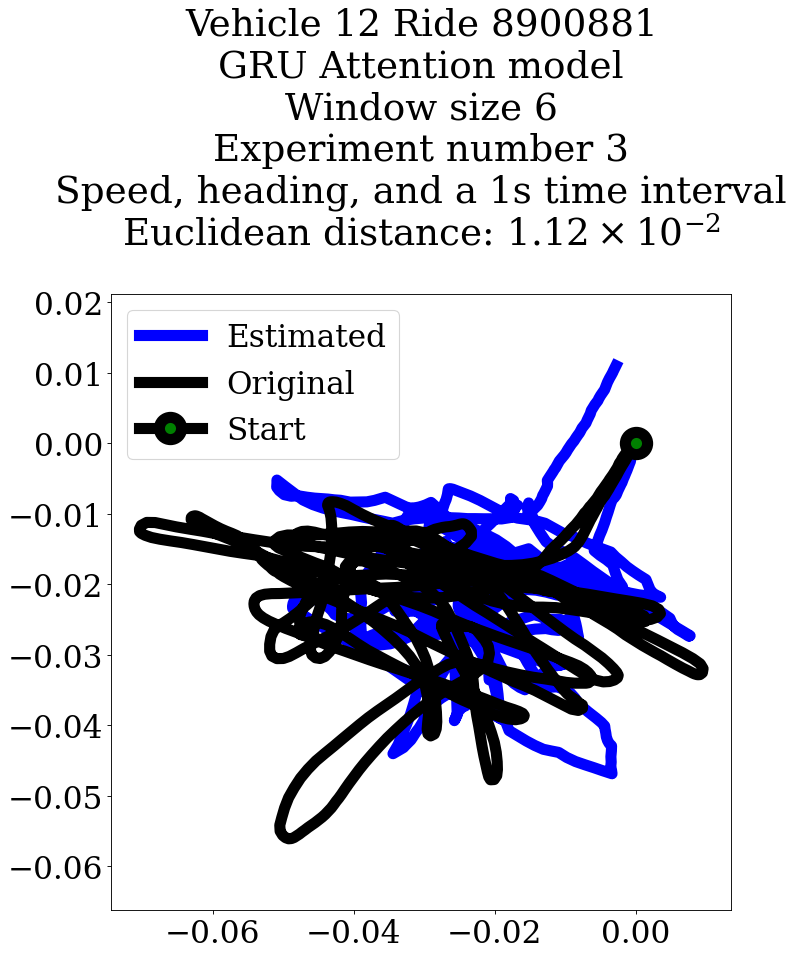 Vehicle 12 Ride 8900881
GRU Attention model
Window size 6
Experiment number 3
Speed, heading, and a 1s time interval
Euclidean distance: 1.12 × 10⁻²
0.02
0.01
0.00
−0.01
−0.02
−0.03
−0.04
−0.05
−0.06
Estimated
Original
Start
−0.06 −0.04 −0.02 0.00